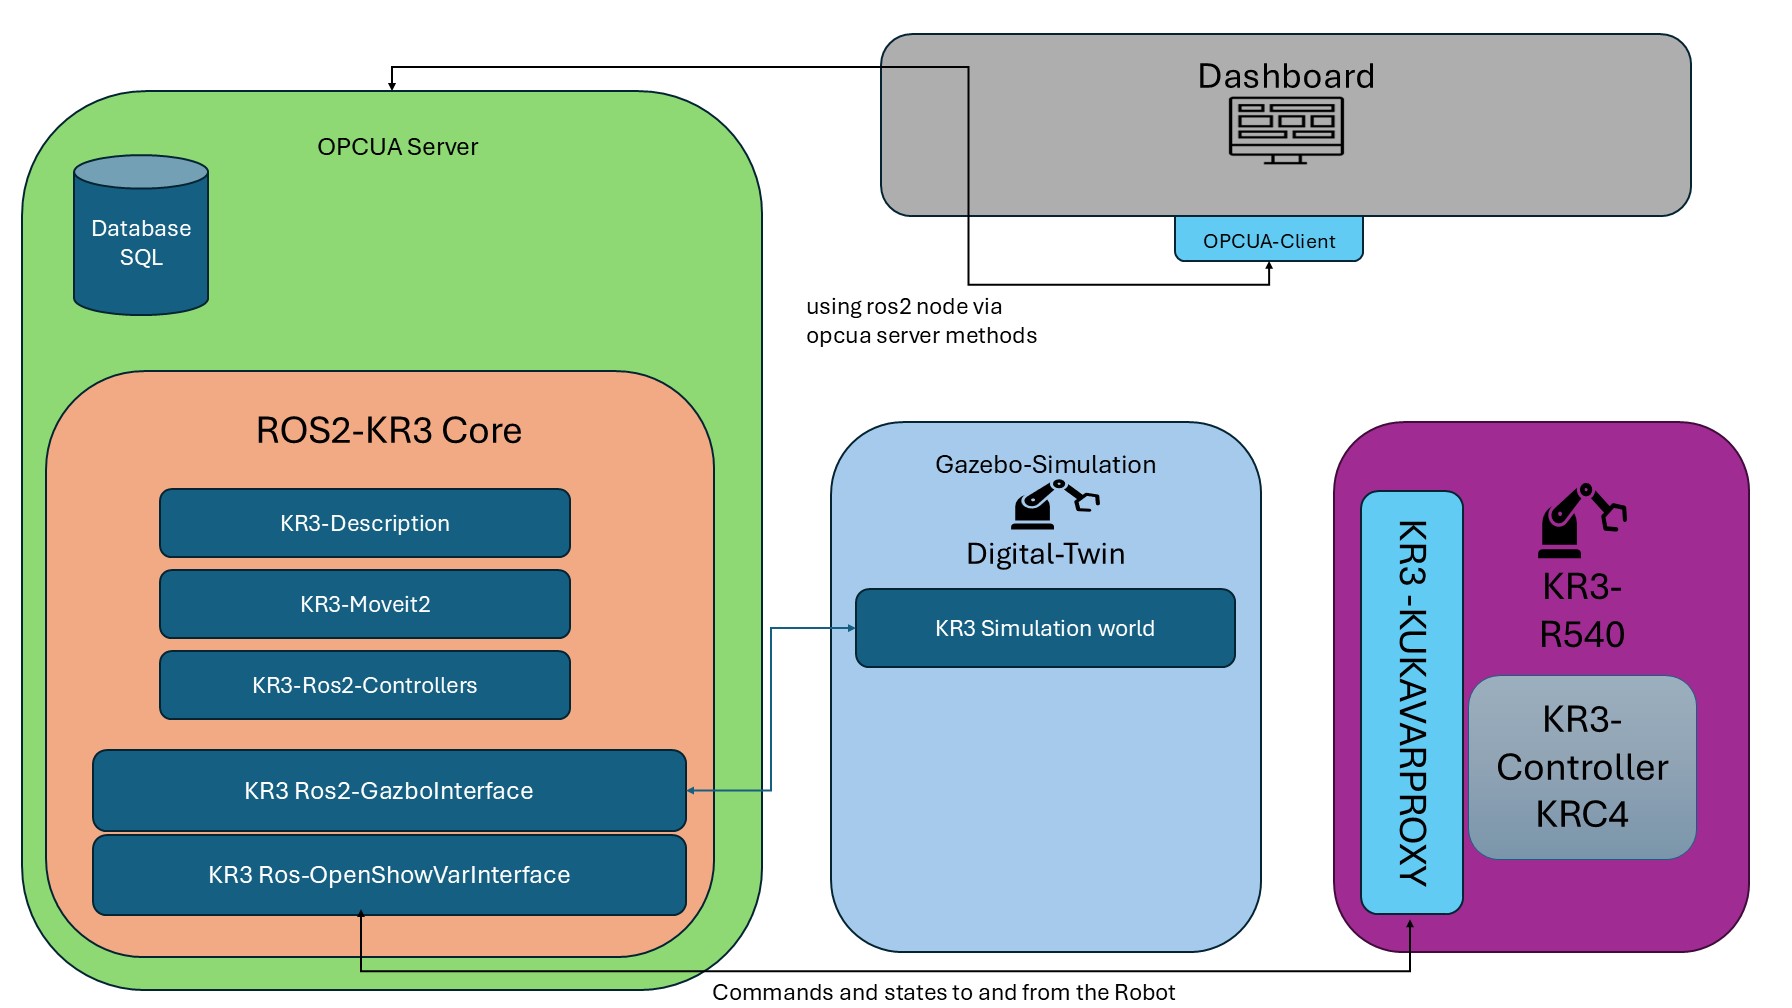 Dashboard
OPCUA Server
Database
SQL
OPCUA-Client
using ros2 node via
opcua server methods
ROS2-KR3 Core
KR3-Description
KR3-Moveit2
KR3-Ros2-Controllers
KR3 Ros2-GazboInterface
KR3 Ros-OpenShowVarInterface
Gazebo-Simulation
Digital-Twin
KR3 Simulation world
KR3 -KUKAVARPROXY
KR3-
R540
KR3-
Controller
KRC4
Commands and states to and from the Robot